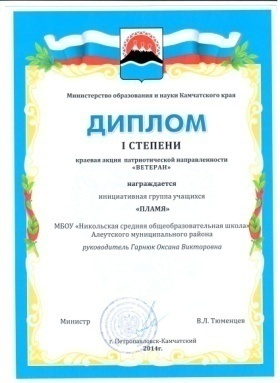 Министерство образования и науки Камчатского края
ДИПЛОМ
I СТЕПЕНИ
краевая акция патриотической направленности
«ВЕТЕРАН»
награждается
инициативная группа учащихся
«ПЛАМЯ»
МБОУ «Никольская средняя общеобразовательная школа»
Алеутского муниципального района
руководитель Гарнюк Оксана Викторовна
Министр В.Л. Тюменцев
г. Петропавловск-Камчатский
2014г.